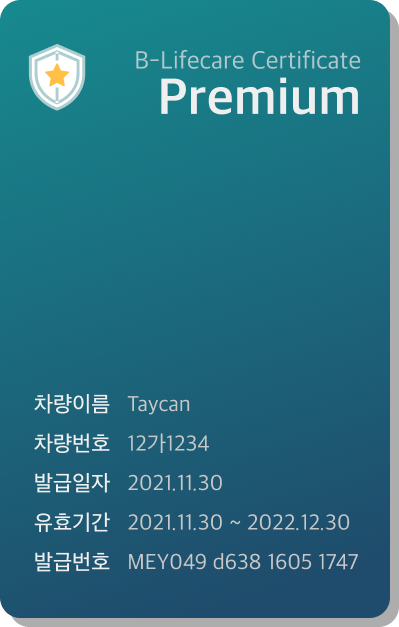 B-Lifecare Certificate
Premium
차량이름 Taycan
차량번호 12가1234
발급일자 2021.11.30
유효기간 2021.11.30 ~ 2022.12.30
발급번호 MEY049 d638 1605 1747